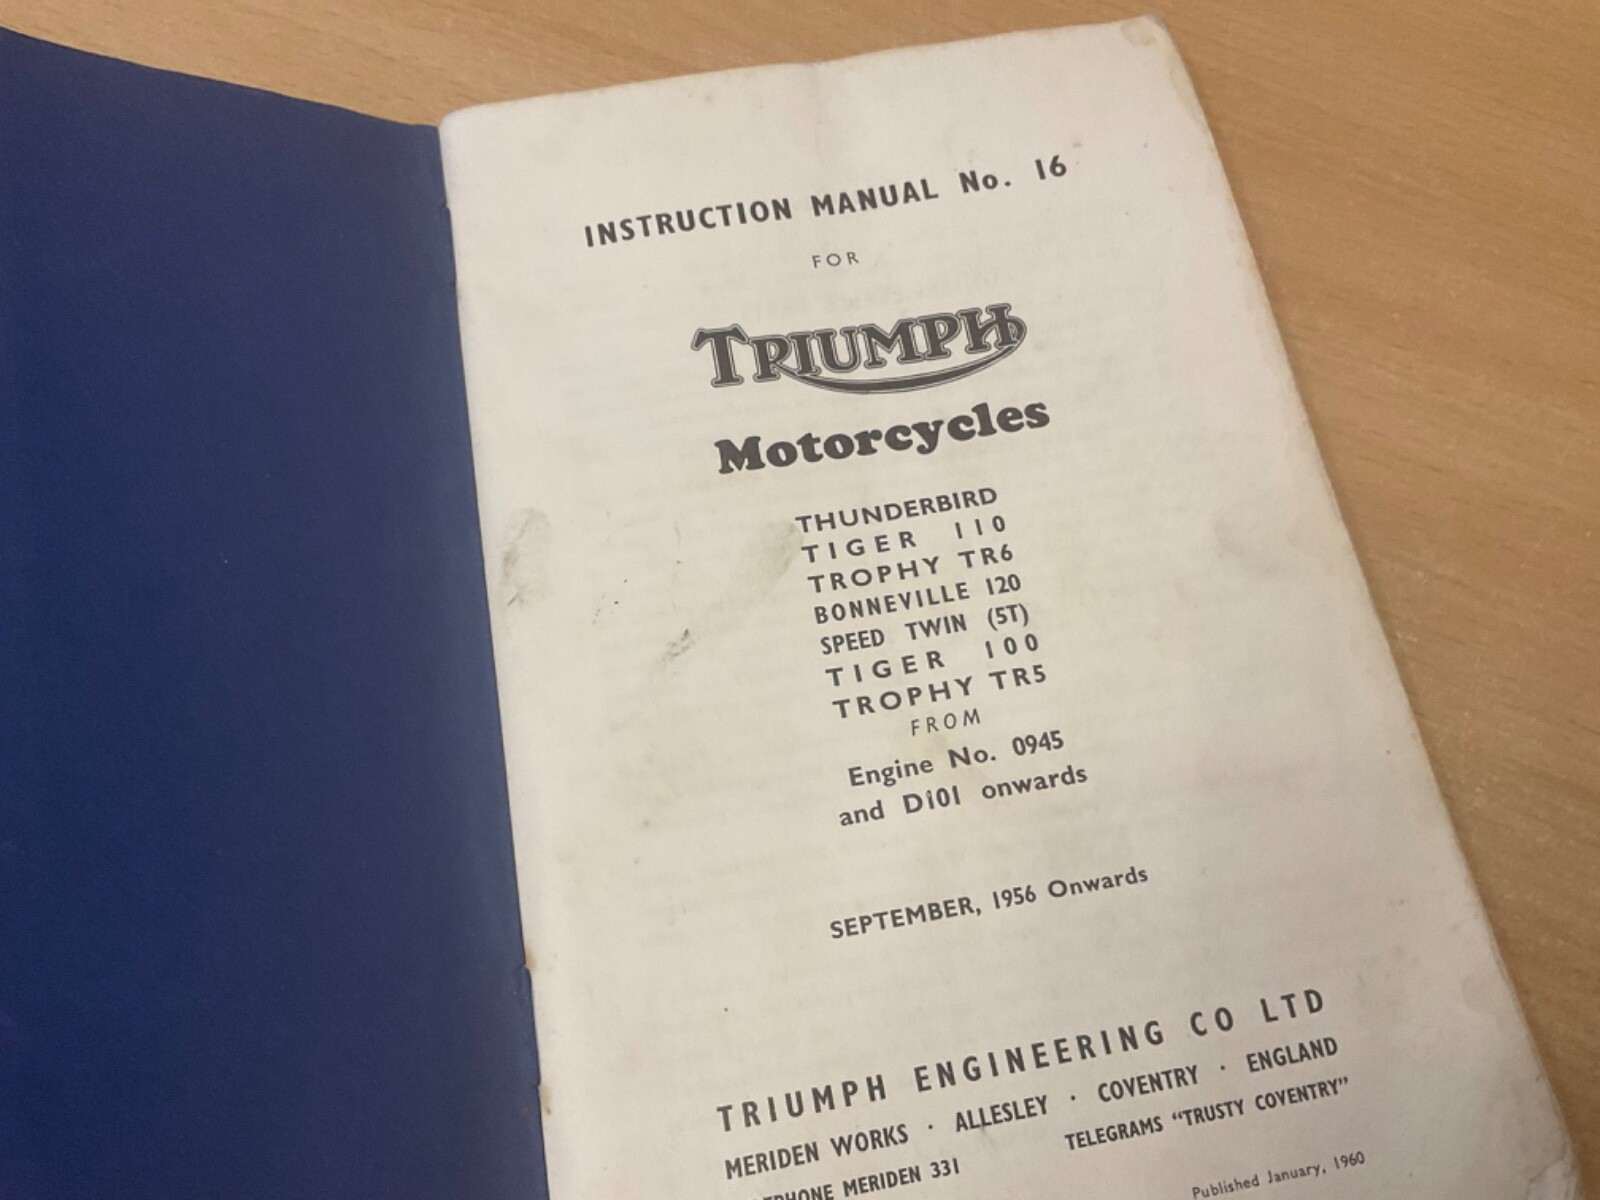 INSTRUCTION MANUAL No. 16
FOR
TRIUMPH
Motorcycles
THUNDERBIRD
TIGER 110
TROPHY TR6
BONNEVILLE 120
SPEED TWIN (5T)
TIGER 100
TROPHY TR5
FROM
Engine No. 0945
and D101 onwards
SEPTEMBER, 1956 Onwards
TRIUMPH ENGINEERING CO LTD
MERIDEN WORKS · ALLESLEY · COVENTRY · ENGLAND
MERIDEN 331 TELEGRAMS "TRUSTY COVENTRY"
Published January, 1960